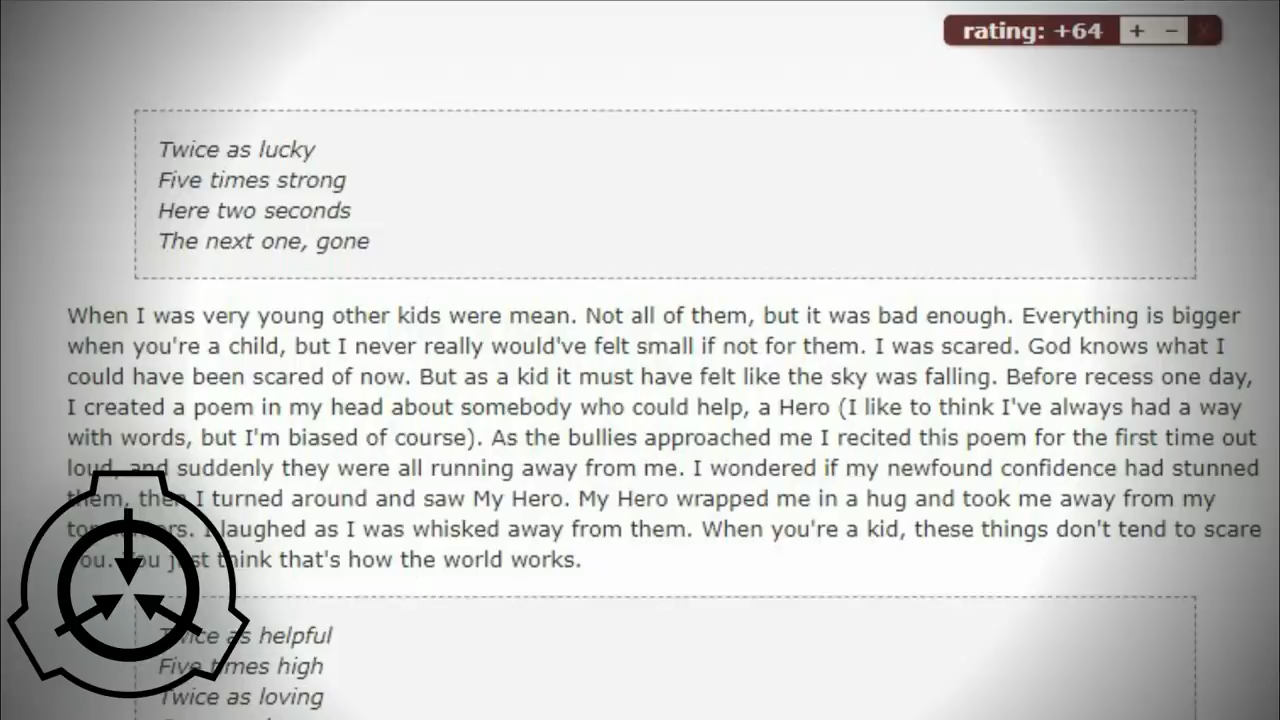 rating: +64 + − X
Twice as lucky
Five times strong
Here two seconds
The next one, gone
When I was very young other kids were mean. Not all of them, but it was bad enough. Everything is bigger
when you're a child, but I never really would've felt small if not for them. I was scared. God knows what I
could have been scared of now. But as a kid it must have felt like the sky was falling. Before recess one day,
I created a poem in my head about somebody who could help, a Hero (I like to think I've always had a way
with words, but I'm biased of course). As the bullies approached me I recited this poem for the first time out
loud, and suddenly they were all running away from me. I wondered if my newfound confidence had stunned
them, then I turned around and saw My Hero. My Hero wrapped me in a hug and took me away from my
tormentors. I laughed as I was whisked away from them. When you're a kid, these things don't tend to scare
you. You just think that's how the world works.
Twice as helpful
Five times high
Twice as loving